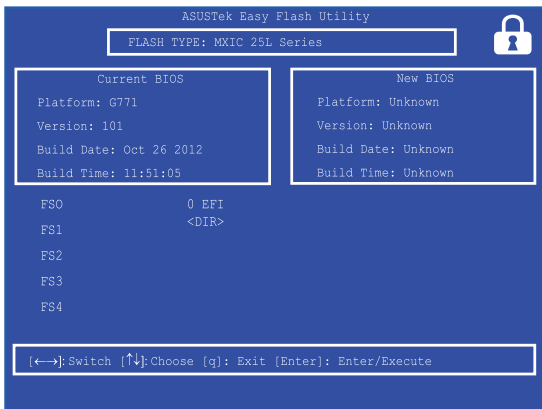 ASUSTek Easy Flash Utility
FLASH TYPE: MXIC 25L Series
Current BIOS
Platform: G771
Version: 101
Build Date: Oct 26 2012
Build Time: 11:51:05
New BIOS
Platform: Unknown
Version: Unknown
Build Date: Unknown
Build Time: Unknown
FSO 0 EFI
<DIR>
FS1
FS2
FS3
FS4
[←→]: Switch [↑↓]: Choose [q]: Exit [Enter]: Enter/Execute